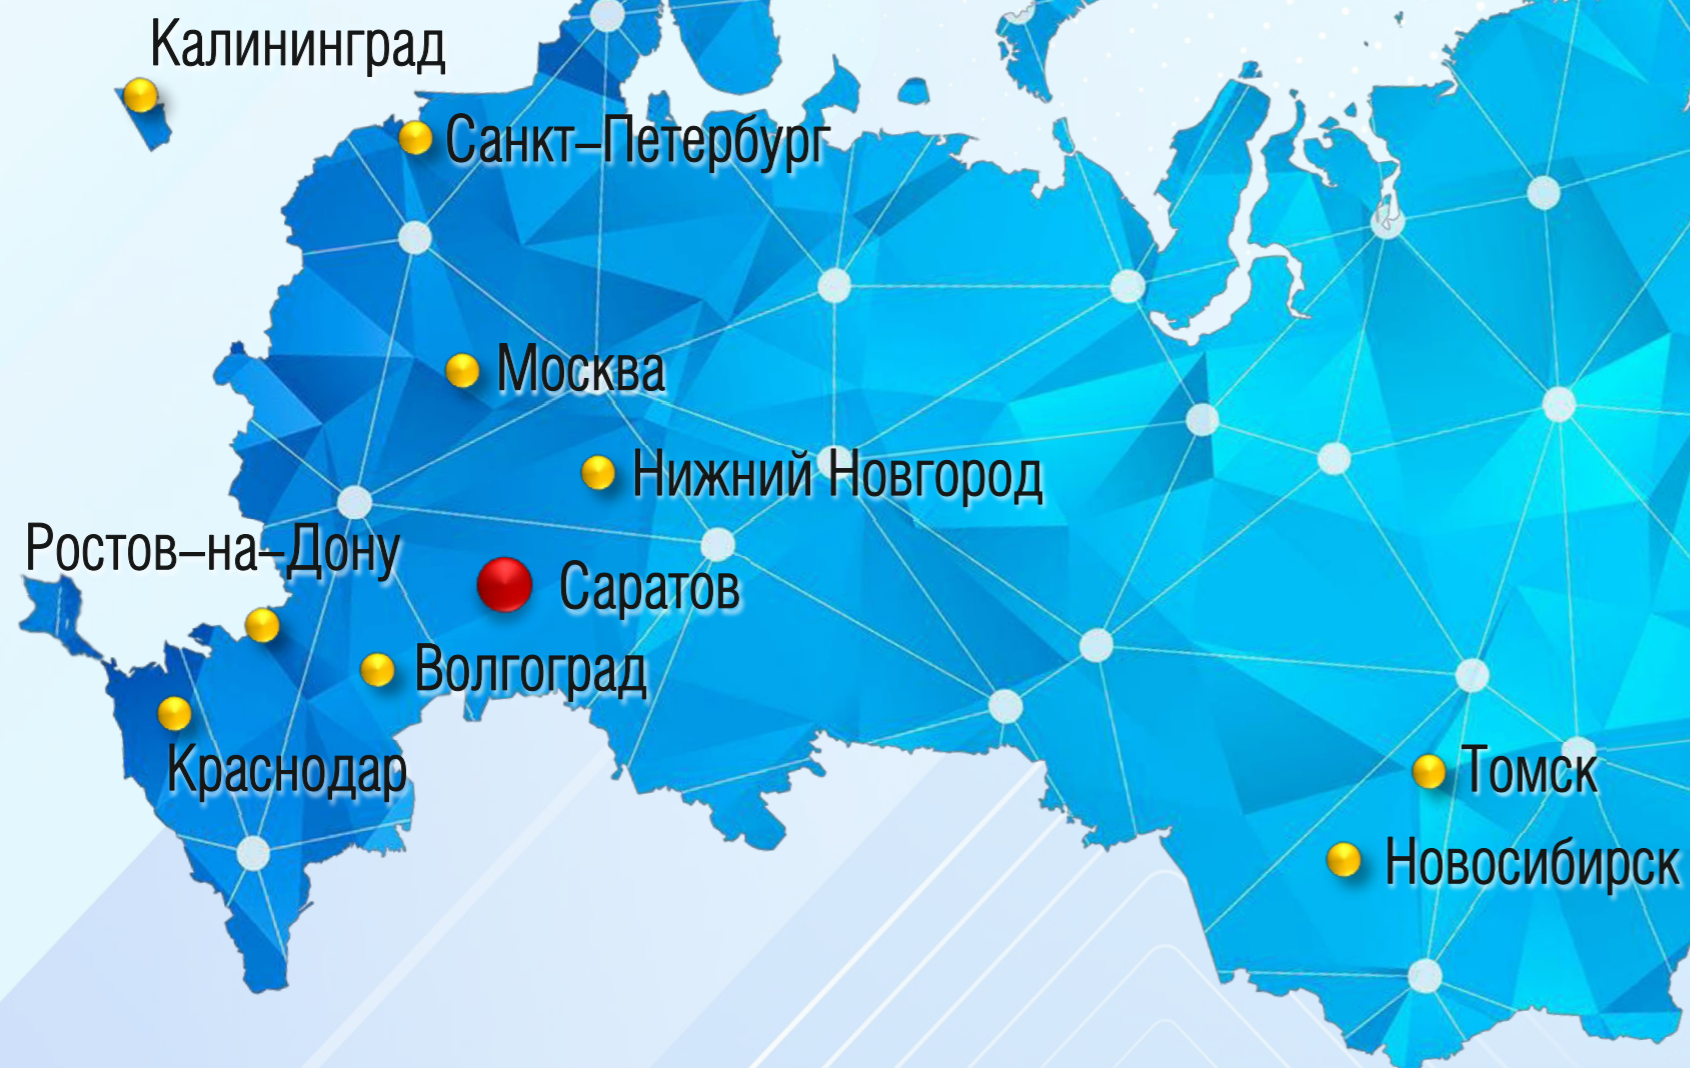 Калининград
Санкт–Петербург
Москва
Нижний Новгород
Ростов–на–Дону
Саратов
Волгоград
Краснодар
Томск
Новосибирск